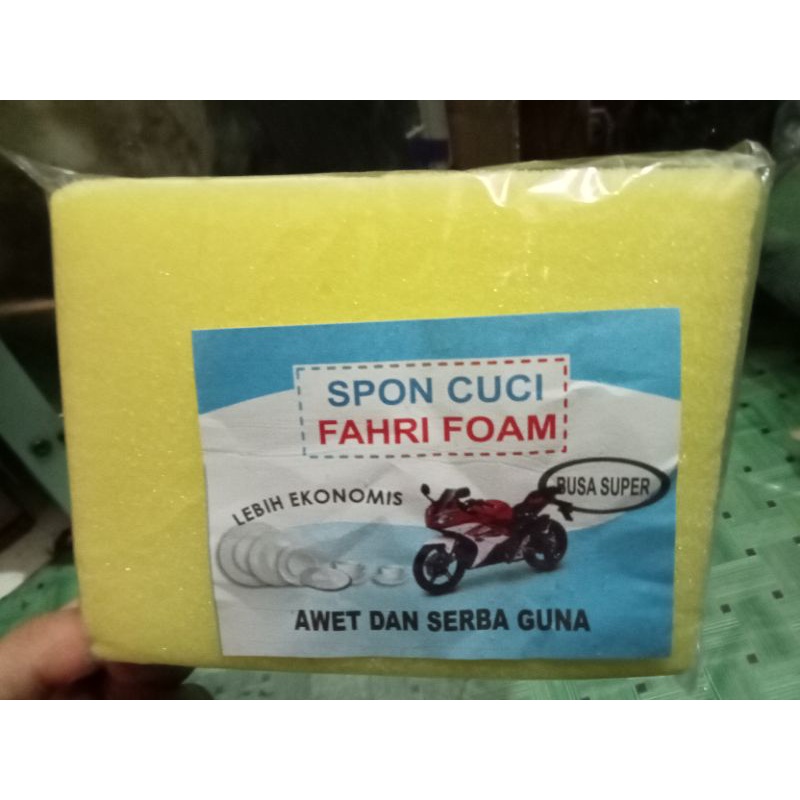 SPON CUCI
FAHRI FOAM
LEBIH EKONOMIS
BUSA SUPER
AWET DAN SERBA GUNA